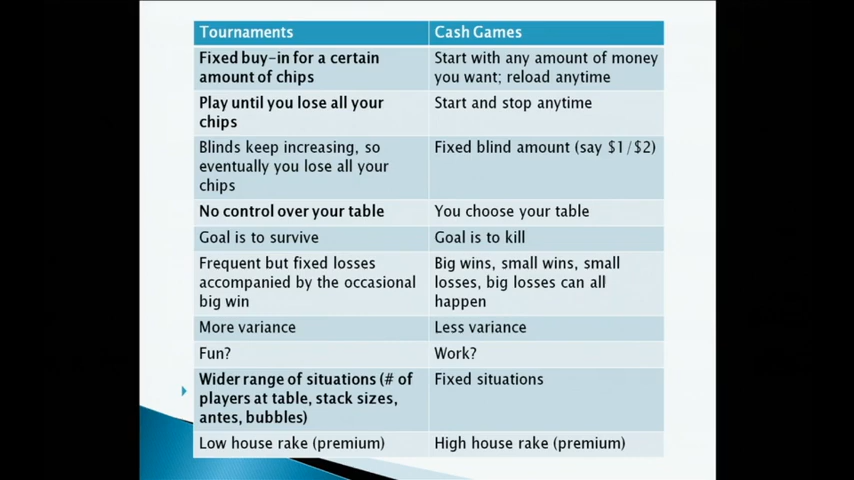 Tournaments
Cash Games
Fixed buy-in for a certain
amount of chips
Start with any amount of money
you want; reload anytime
Play until you lose all your
chips
Start and stop anytime
Blinds keep increasing, so
eventually you lose all your
chips
Fixed blind amount (say $1/$2)
No control over your table
You choose your table
Goal is to survive
Goal is to kill
Frequent but fixed losses
accompanied by the occasional
big win
Big wins, small wins, small
losses, big losses can all
happen
More variance
Less variance
Fun?
Work?
Wider range of situations (# of
players at table, stack sizes,
antes, bubbles)
Fixed situations
Low house rake (premium)
High house rake (premium)